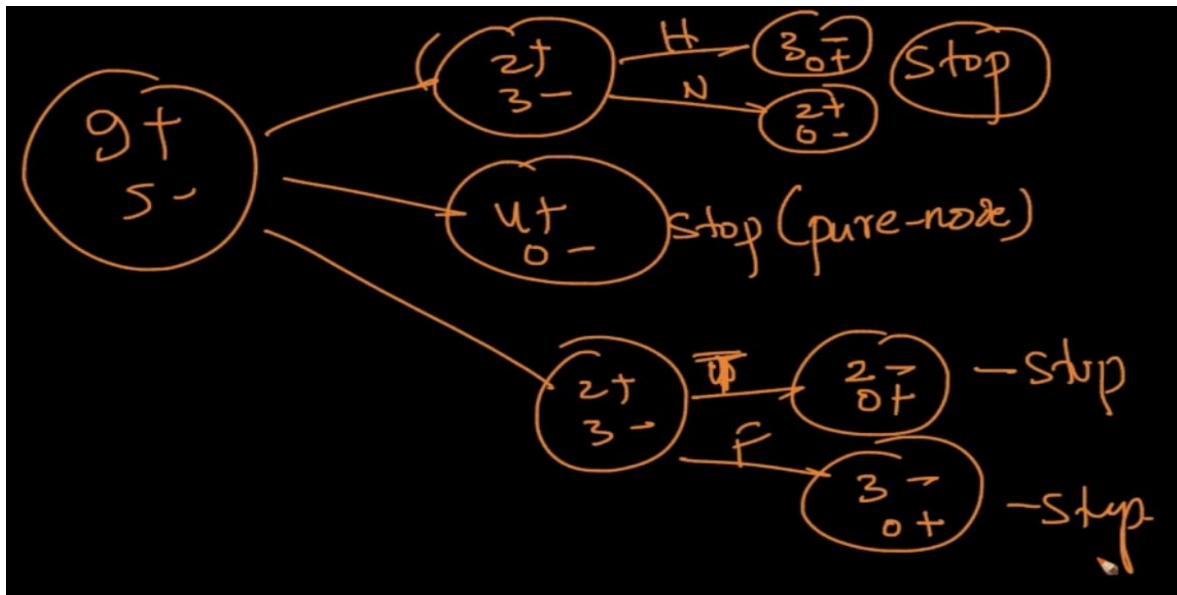 9+
5-
2+
3-
H
3-
0+
N
2+
0-
Stop
4+
0-
Stop (pure-node)
2+
3-
T
2-
0+
-Stop
F
3-
0+
-Stop